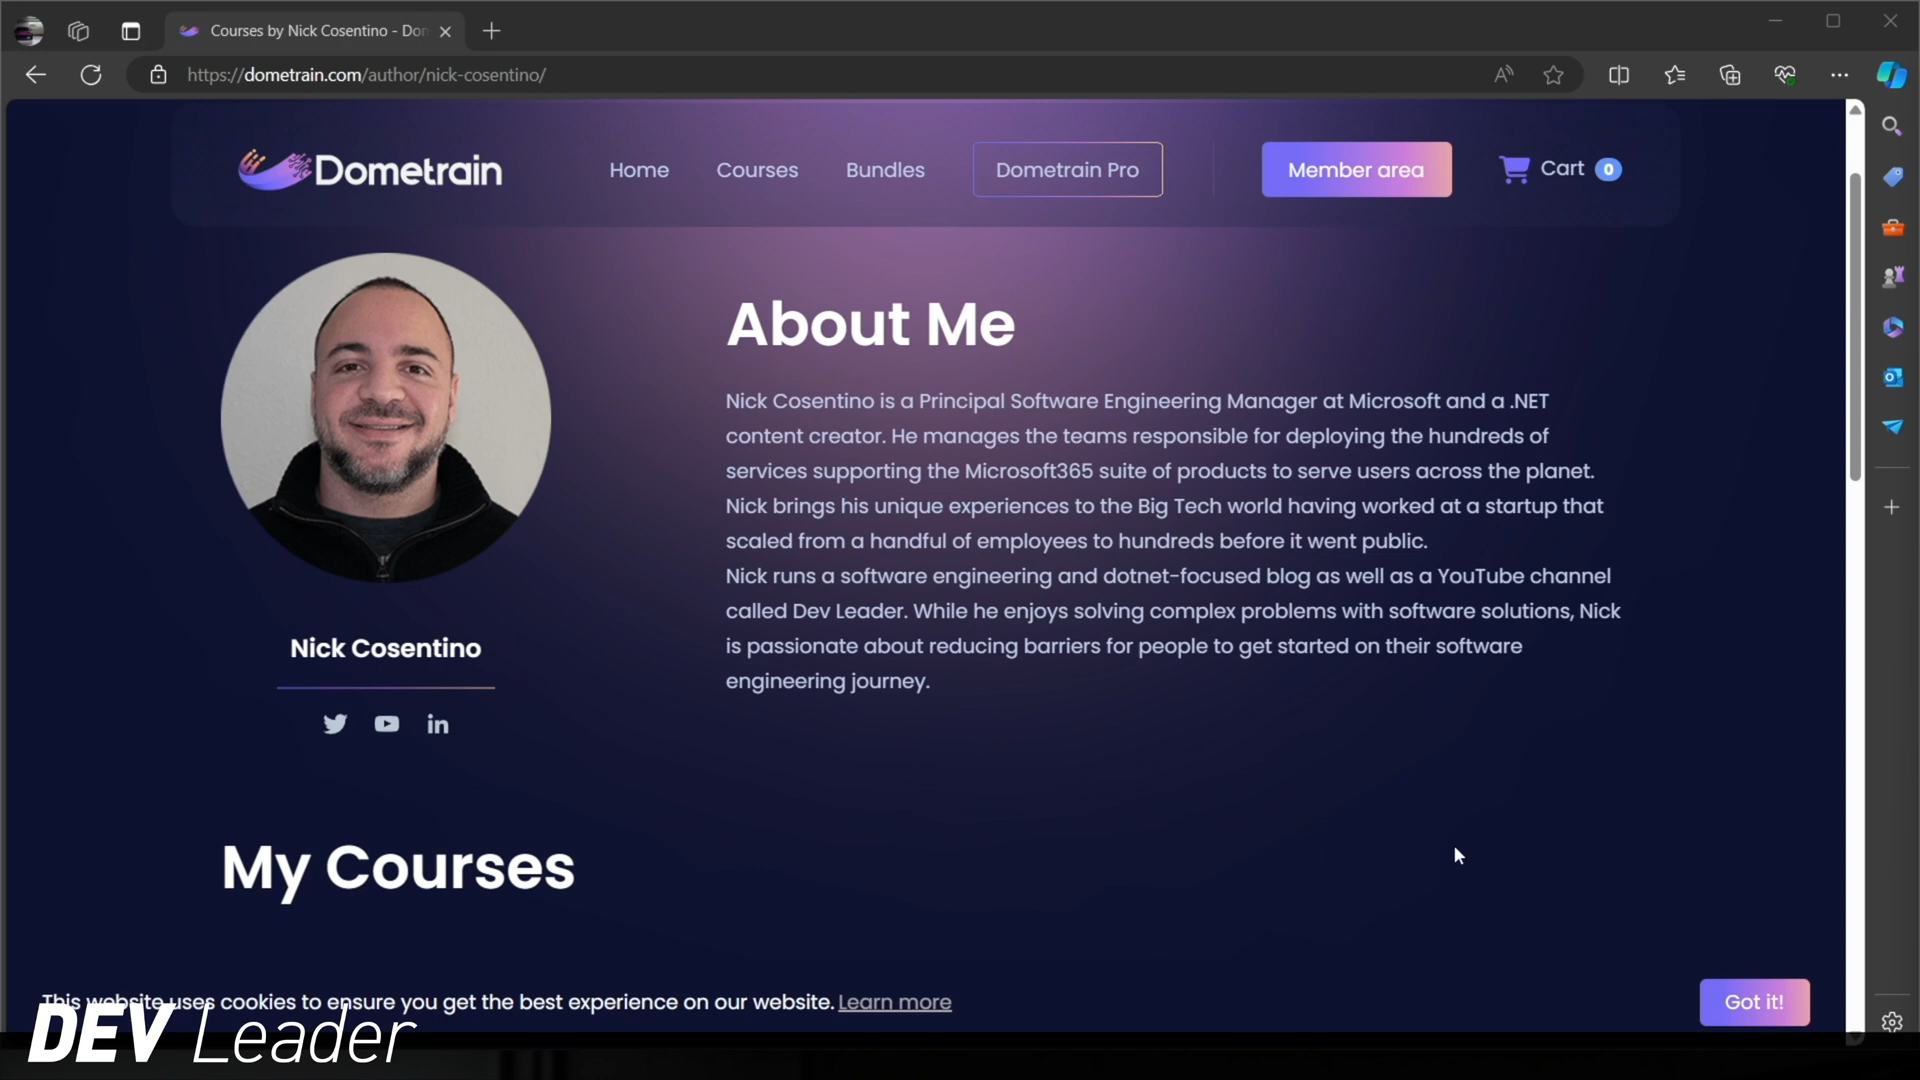 Courses by Nick Cosentino - Dom
https://dometrain.com/author/nick-cosentino/
Dometrain
Home
Courses
Bundles
Dometrain Pro
Member area
Cart 0
About Me
Nick Cosentino is a Principal Software Engineering Manager at Microsoft and a .NET
content creator. He manages the teams responsible for deploying the hundreds of
services supporting the Microsoft365 suite of products to serve users across the planet.
Nick brings his unique experiences to the Big Tech world having worked at a startup that
scaled from a handful of employees to hundreds before it went public.
Nick runs a software engineering and dotnet-focused blog as well as a YouTube channel
called Dev Leader. While he enjoys solving complex problems with software solutions, Nick
is passionate about reducing barriers for people to get started on their software
engineering journey.
Nick Cosentino
My Courses
This website uses cookies to ensure you get the best experience on our website. Learn more
Got it!
DEV Leader